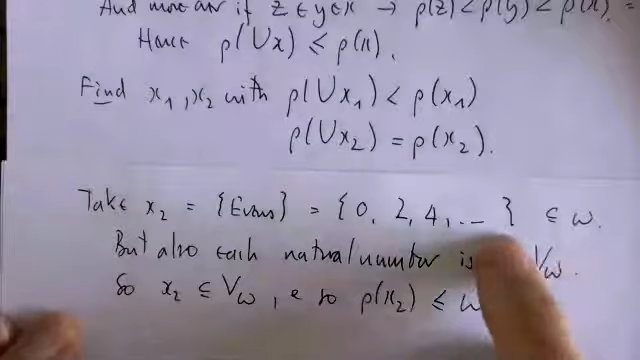 And moreover if z ∈ y ∈ x → ρ(z) < ρ(y) < ρ(x) =
Hence ρ(∪x) ≤ ρ(x).
Find x₁, x₂ with ρ(∪x₁) < ρ(x₁)
ρ(∪x₂) = ρ(x₂).
Take x₂ = {Evens} = {0, 2, 4, ...} ⊆ ω.
But also each natural number is V_ω.
So x₂ ⊆ V_ω, & so ρ(x₂) ≤ ω